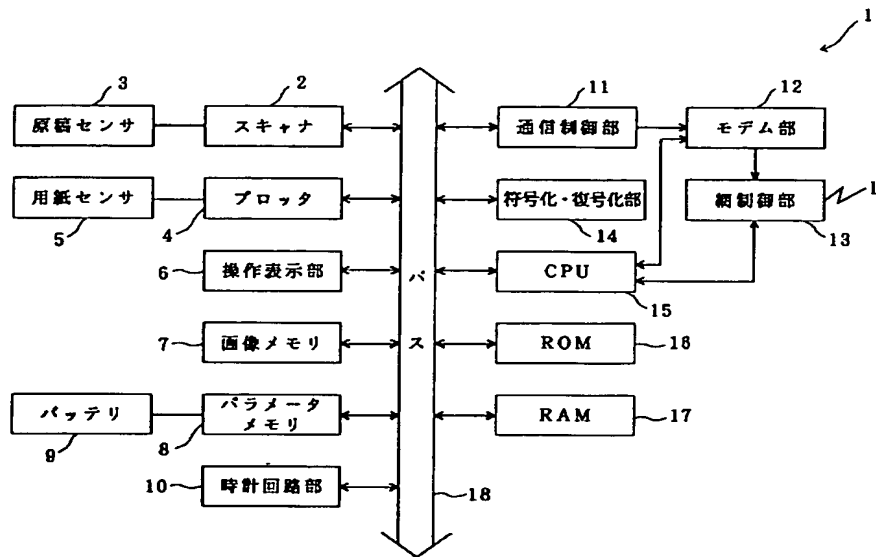 1
3
2
11
12
原稿センサ
スキャナ
通信制御部
モデム部
用紙センサ
プロッタ
符号化・復号化部
網制御部
1
5
4
14
13
6
操作表示部
バ
ス
CPU
15
7
画像メモリ
ROM
16
バッテリ
パラメータ
メモリ
RAM
17
9
8
10
時計回路部
18